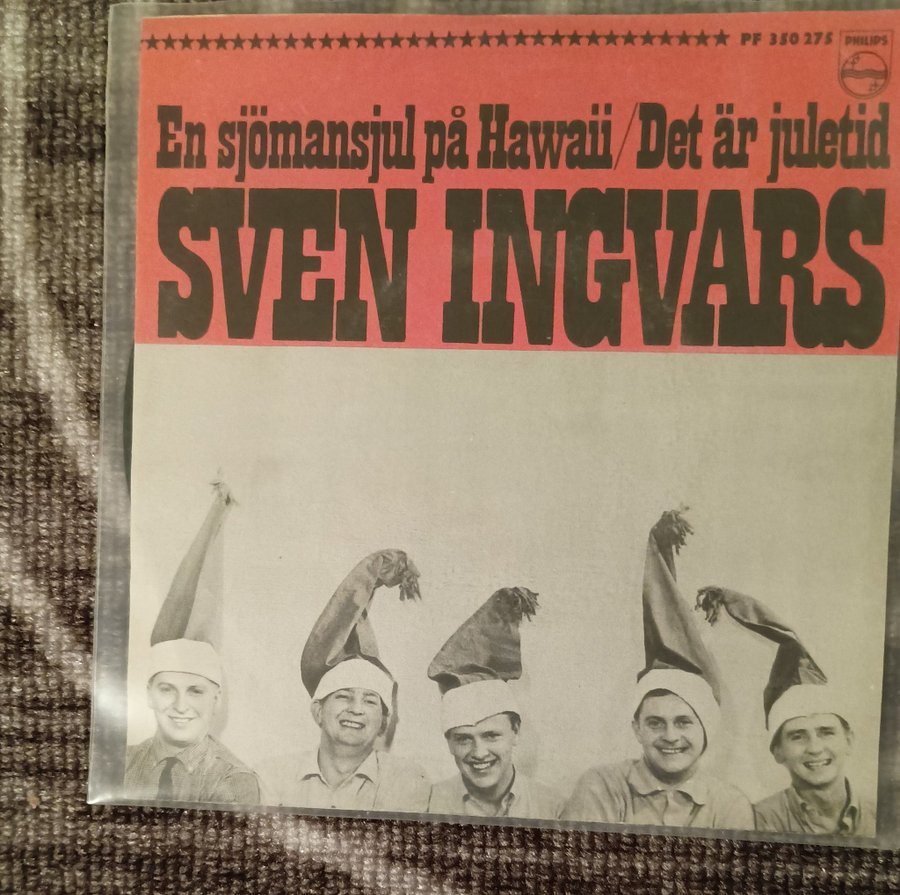 ★★★★★★★★★★★★★★★★★★★★★★★★★★★★★★★★ PF 350 275
PHILIPS
En sjömansjul på Hawaii/Det är juletid
SVEN INGVARS